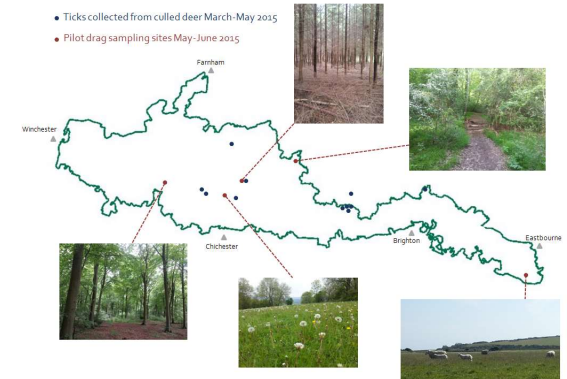 Ticks collected from culled deer March-May 2015
Pilot drag sampling sites May-June 2015
Farnham
Winchester
Chichester
Brighton
Eastbourne